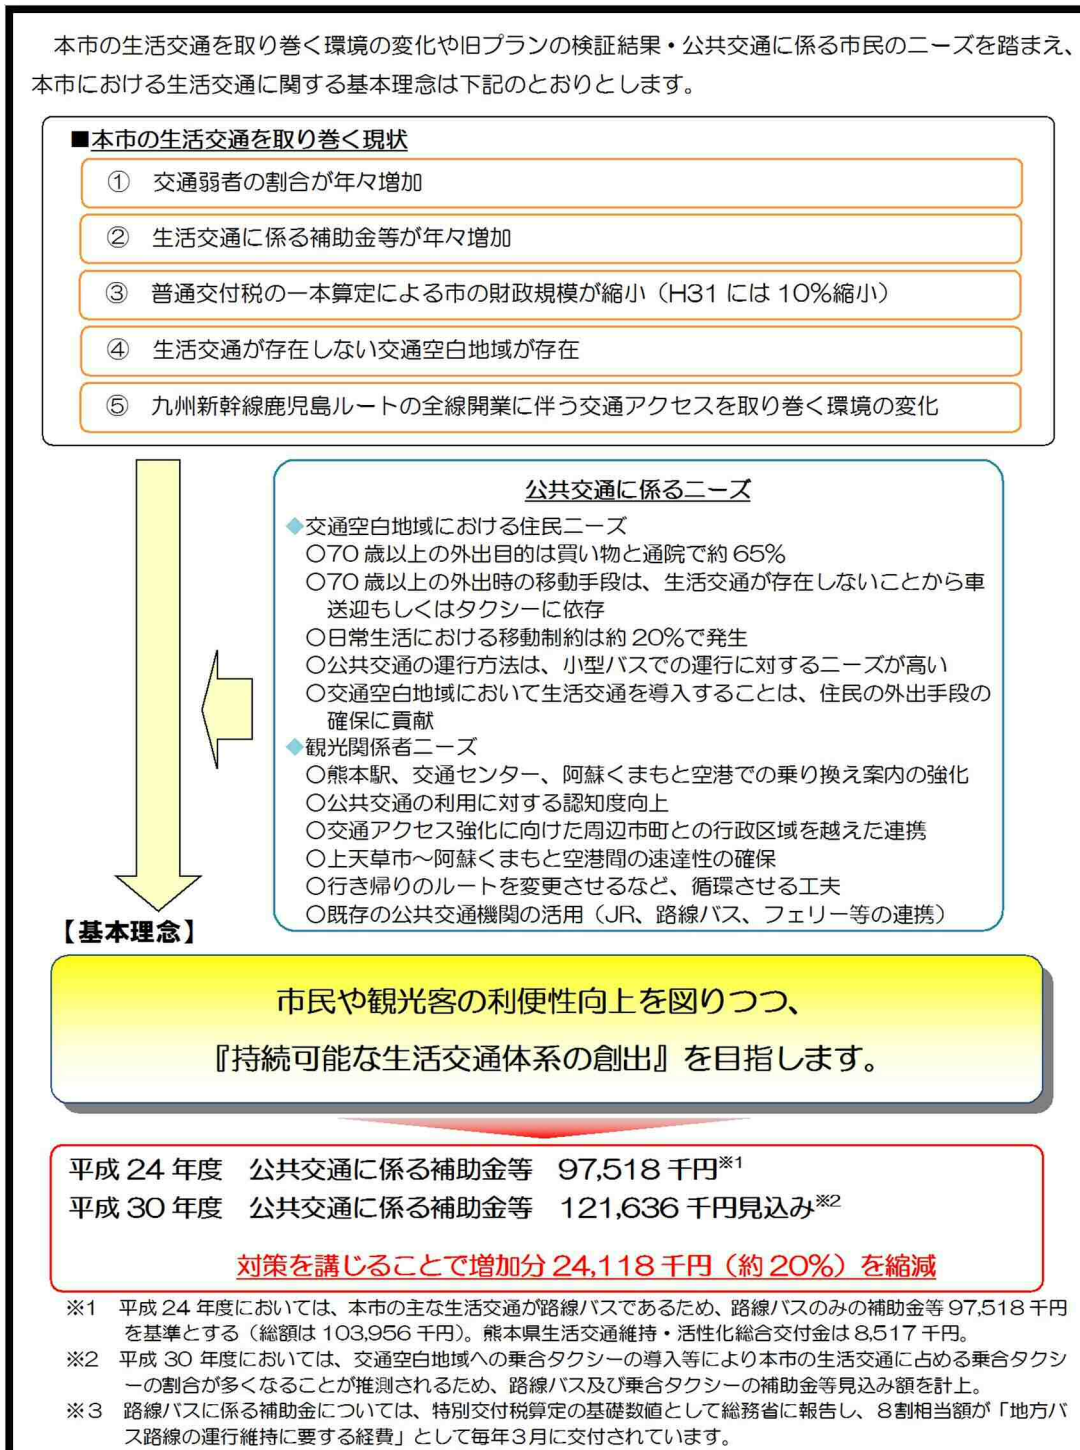 本市の生活交通を取り巻く環境の変化や旧プランの検証結果・公共交通に係る市民のニーズを踏まえ、
本市における生活交通に関する基本理念は下記のとおりとします。
■本市の生活交通を取り巻く現状
① 交通弱者の割合が年々増加
② 生活交通に係る補助金等が年々増加
③ 普通交付税の一本算定による市の財政規模が縮小（H31 には 10％縮小）
④ 生活交通が存在しない交通空白地域が存在
⑤ 九州新幹線鹿児島ルートの全線開業に伴う交通アクセスを取り巻く環境の変化
公共交通に係るニーズ
◆交通空白地域における住民ニーズ
○70 歳以上の外出目的は買い物と通院で約 65%
○70 歳以上の外出時の移動手段は、生活交通が存在しないことから車
送迎もしくはタクシーに依存
○日常生活における移動制約は約 20%で発生
○公共交通の運行方法は、小型バスでの運行に対するニーズが高い
○交通空白地域において生活交通を導入することは、住民の外出手段の
確保に貢献
◆観光関係者ニーズ
○熊本駅、交通センター、阿蘇くまもと空港での乗り換え案内の強化
○公共交通の利用に対する認知度向上
○交通アクセス強化に向けた周辺市町との行政区域を越えた連携
○上天草市～阿蘇くまもと空港間の速達性の確保
○行き帰りのルートを変更させるなど、循環させる工夫
○既存の公共交通機関の活用（JR、路線バス、フェリー等の連携）
【基本理念】
市民や観光客の利便性向上を図りつつ、
『持続可能な生活交通体系の創出』を目指します。
平成 24 年度 公共交通に係る補助金等 97,518 千円※1
平成 30 年度 公共交通に係る補助金等 121,636 千円見込み※2
対策を講じることで増加分 24,118 千円（約 20%）を縮減
※1 平成 24 年度においては、本市の主な生活交通が路線バスであるため、路線バスのみの補助金等 97,518 千円
を基準とする（総額は 103,956 千円）。熊本県生活交通維持・活性化総合交付金は 8,517 千円。
※2 平成 30 年度においては、交通空白地域への乗合タクシーの導入等により本市の生活交通に占める乗合タクシ
ーの割合が多くなることが推測されるため、路線バス及び乗合タクシーの補助金等見込み額を計上。
※３ 路線バスに係る補助金については、特別交付税算定の基礎数値として総務省に報告し、８割相当額が「地方バ
ス路線の運行維持に要する経費」として毎年３月に交付されています。